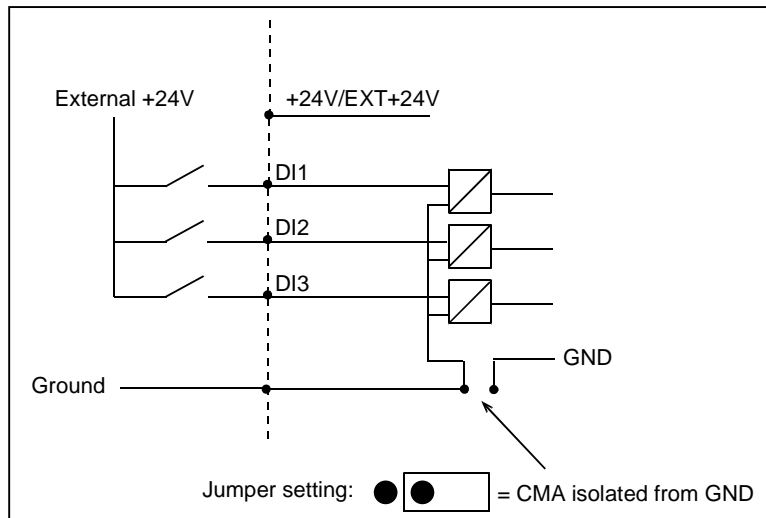 External +24V
+24V/EXT+24V
DI1
DI2
DI3
GND
Ground
Jumper setting:
= CMA isolated from GND